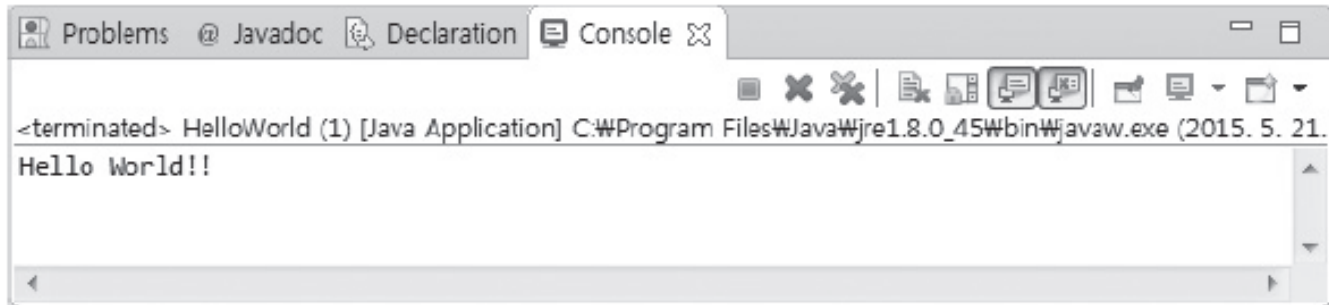 Problems @ Javadoc Declaration Console
<terminated> HelloWorld (1) [Java Application] C:₩Program Files₩Java₩jre1.8.0_45₩bin₩javaw.exe (2015. 5. 21.
Hello World!!